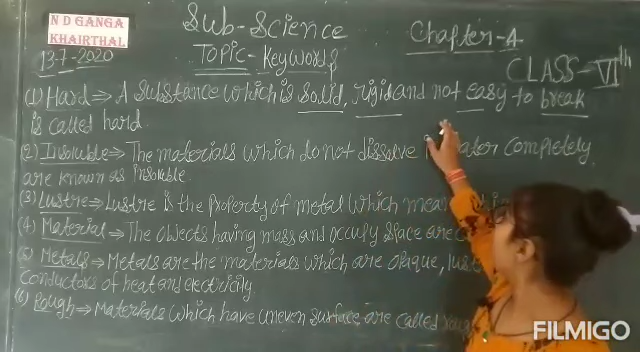 N D GANGA
KHAIRTHAL
13-7-2020
Sub-Science
TOPIC - Keywords
Chapter-4
CLASS-VIth
(1) Hard ⇒ A substance which is solid, rigid and not easy to break
is called hard.
(2) Insoluble ⇒ The materials which do not dissolve water completely
are known as insoluble.
(3) Lustre ⇒ Lustre is the property of metal which
(4) Material ⇒ The objects having mass and occupy space are
(5) Metals ⇒ Metals are the materials which are opaque,
conductors of heat and electricity.
(6) Rough ⇒ Materials which have uneven surface are called
FILMIGO